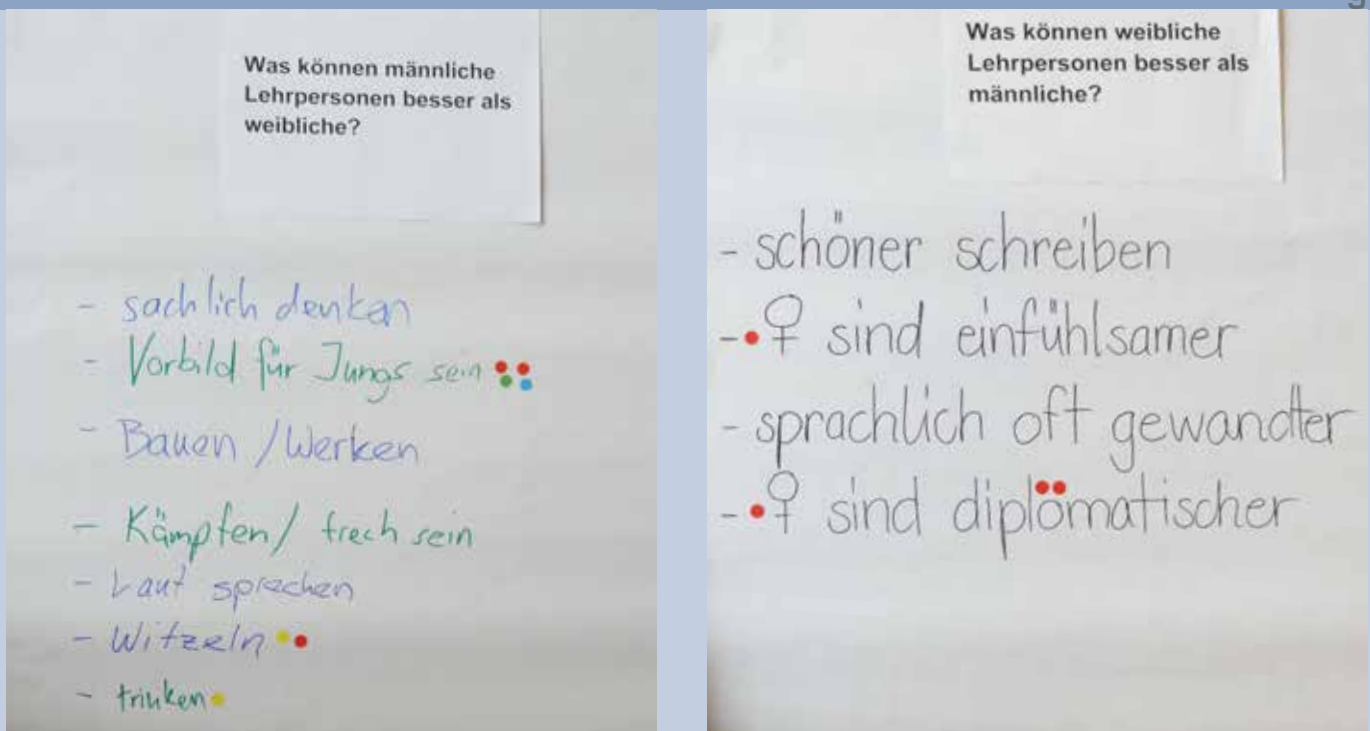 Was können männliche
Lehrpersonen besser als
weibliche?
- sachlich denken
- Vorbild für Jungs sein
- Bauen / Werken
- Kämpfen / frech sein
- Laut sprechen
- Witzeln
- trinken
Was können weibliche
Lehrpersonen besser als
männliche?
- schöner schreiben
- ♀ sind einfühlsamer
- sprachlich oft gewandter
- ♀ sind diplomatischer